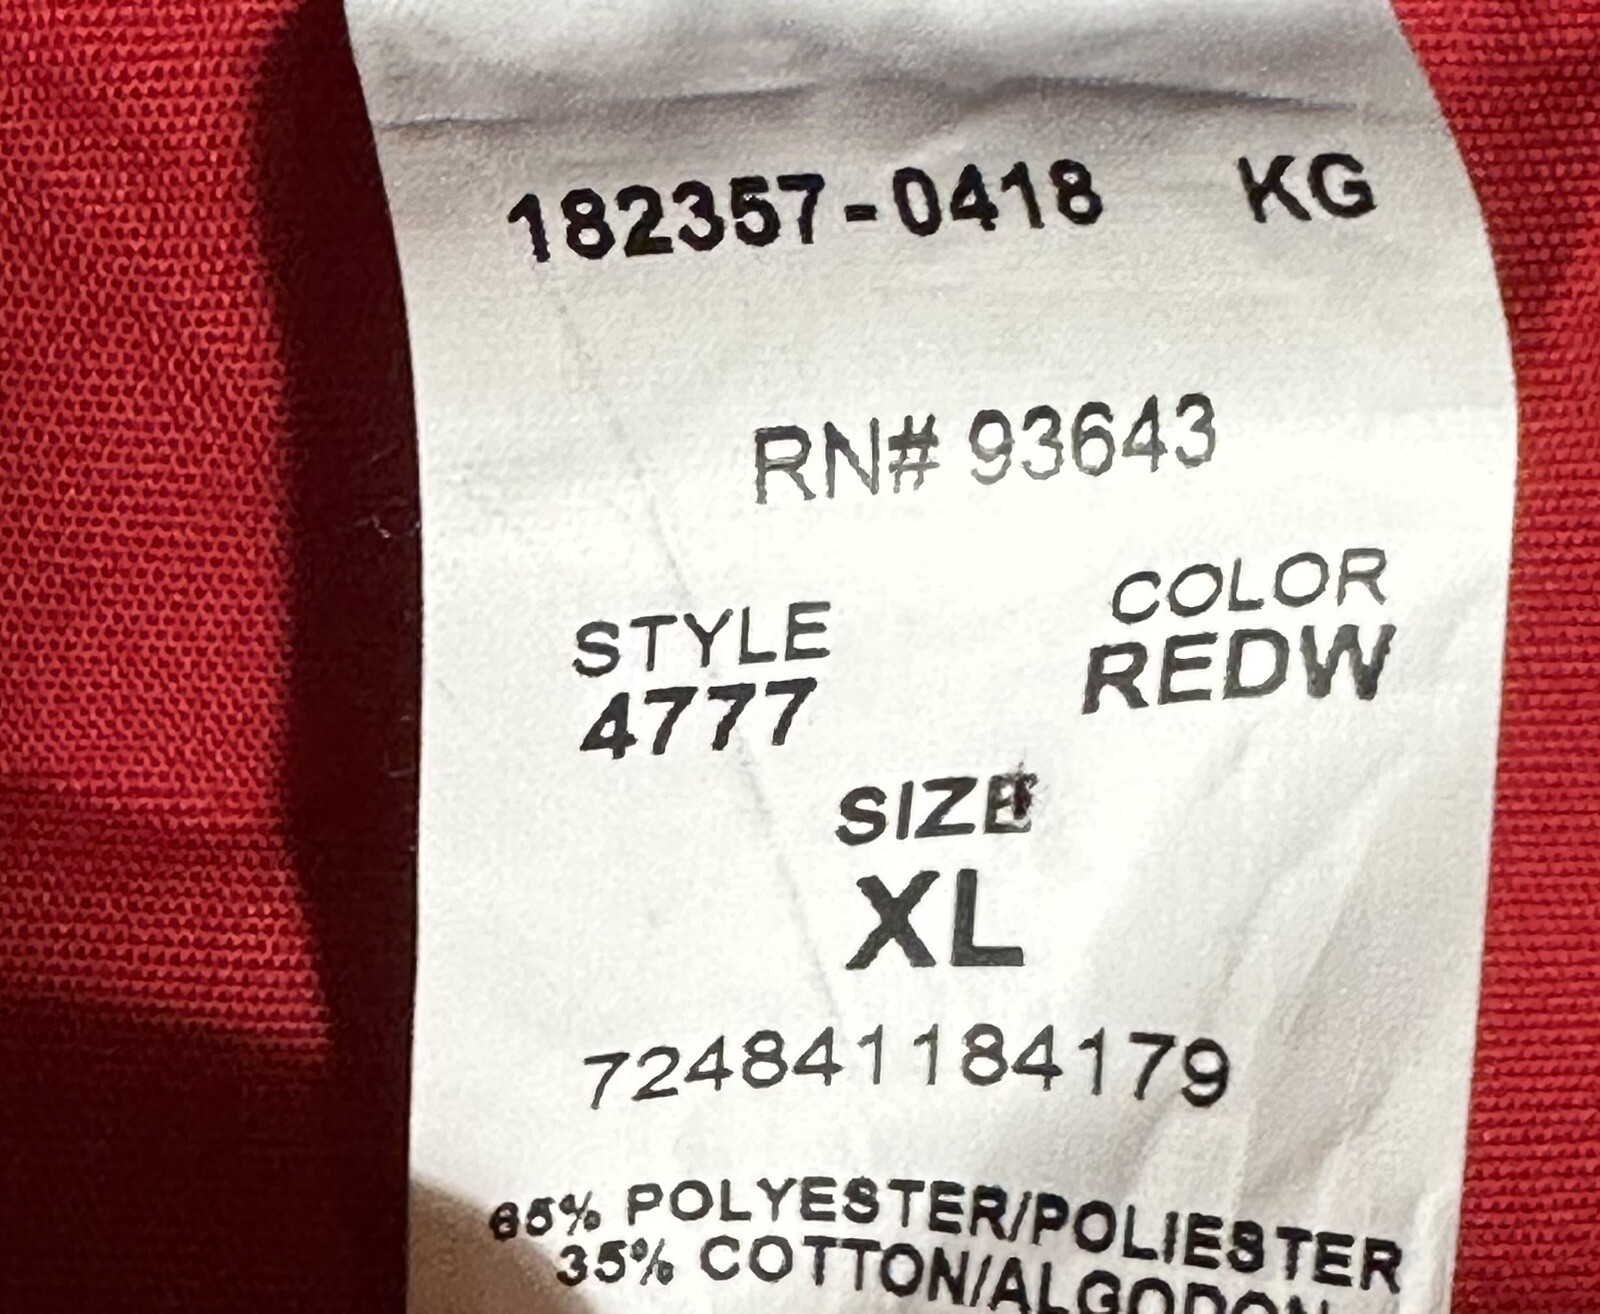 182357-0418 KG
RN# 93643
STYLE COLOR
4777 REDW
SIZE
XL
724841184179
65% POLYESTER/POLIESTER
35% COTTON/ALGODON